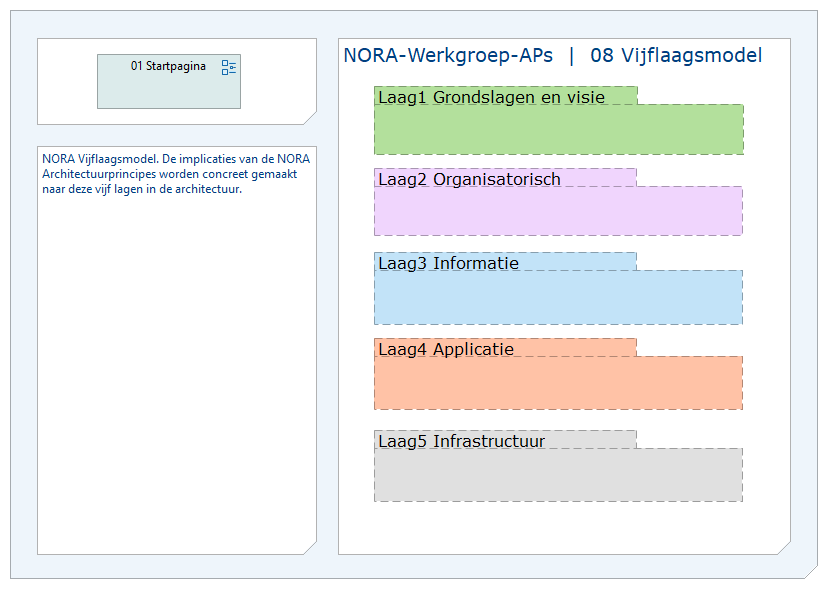 01 Startpagina
NORA Vijflaagsmodel. De implicaties van de NORA
Architectuurprincipes worden concreet gemaakt
naar deze vijf lagen in de architectuur.
NORA-Werkgroep-APs | 08 Vijflaagsmodel
Laag1 Grondslagen en visie
Laag2 Organisatorisch
Laag3 Informatie
Laag4 Applicatie
Laag5 Infrastructuur